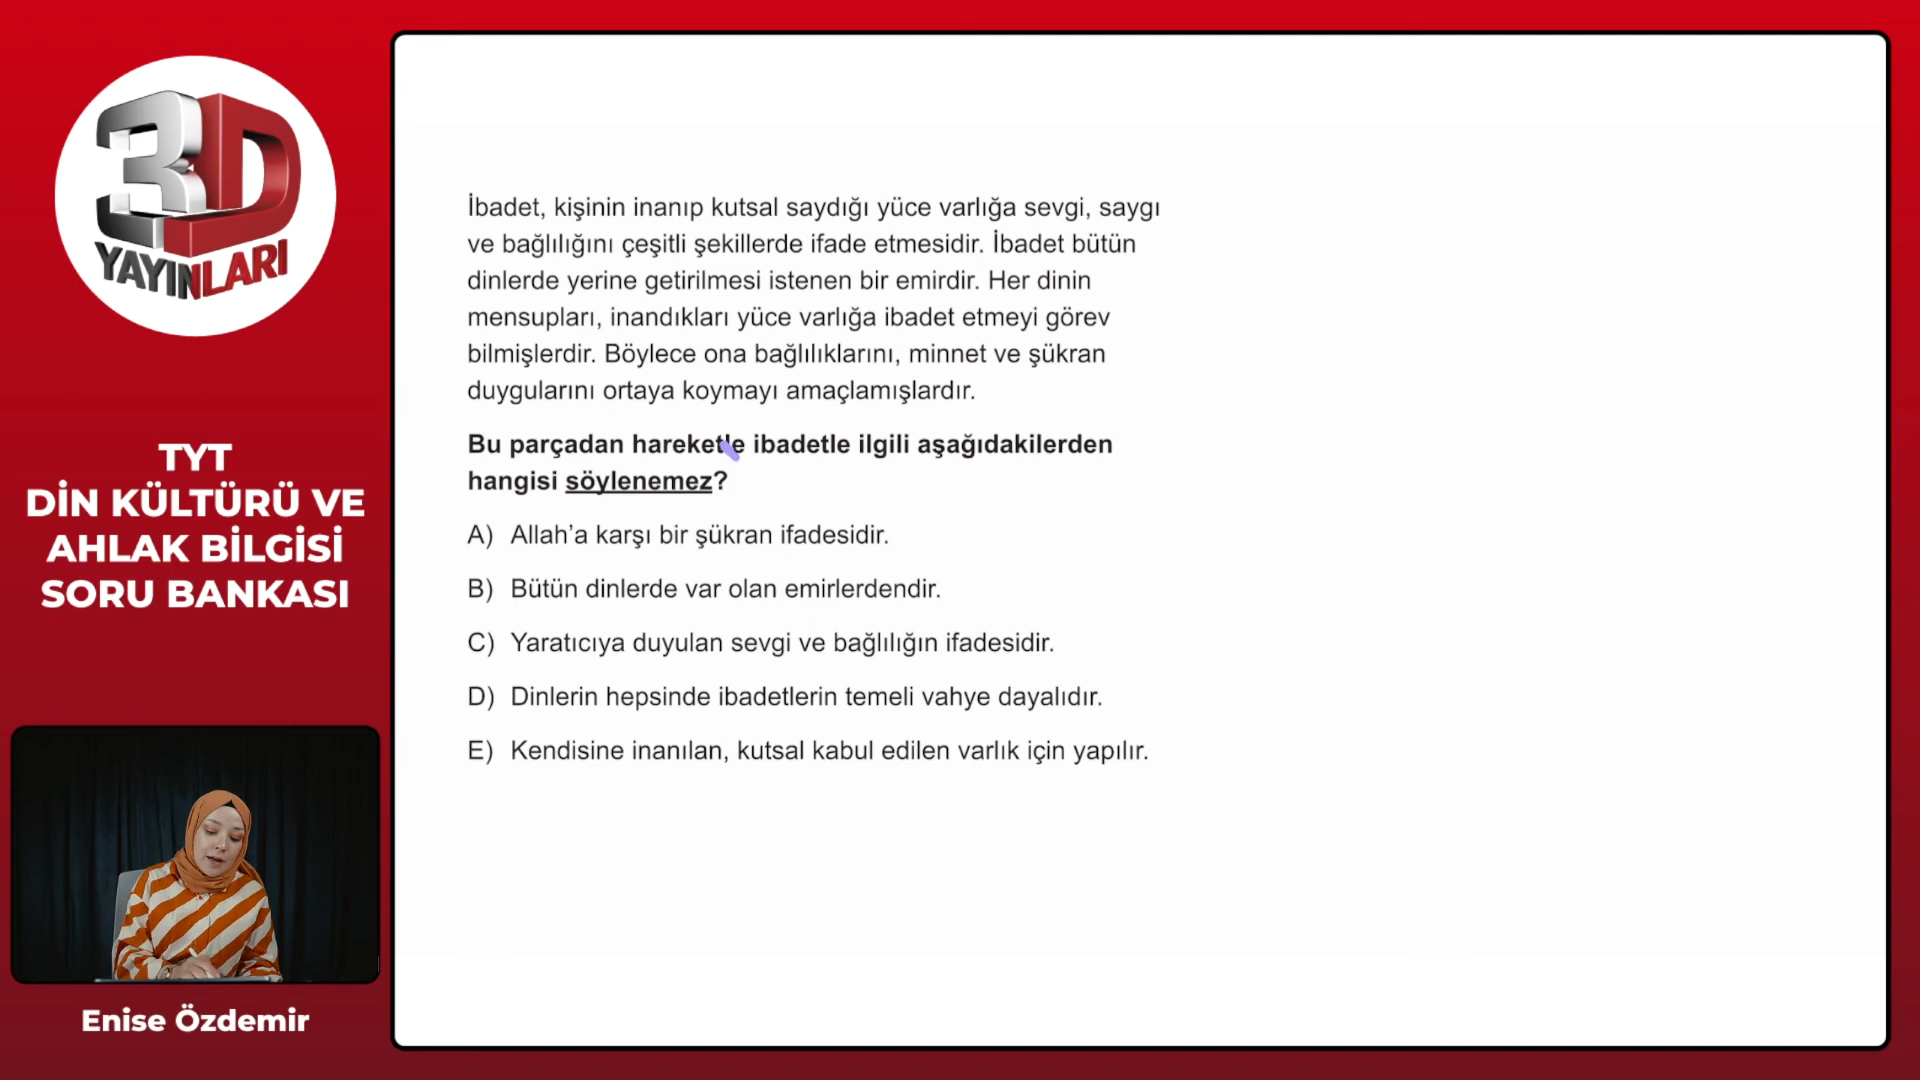 3D
YAYINLARI
TYT
DİN KÜLTÜRÜ VE
AHLAK BİLGİSİ
SORU BANKASI
Enise Özdemir
İbadet, kişinin inanıp kutsal saydığı yüce varlığa sevgi, saygı
ve bağlılığını çeşitli şekillerde ifade etmesidir. İbadet bütün
dinlerde yerine getirilmesi istenen bir emirdir. Her dinin
mensupları, inandıkları yüce varlığa ibadet etmeyi görev
bilmişlerdir. Böylece ona bağlılıklarını, minnet ve şükran
duygularını ortaya koymayı amaçlamışlardır.
Bu parçadan hareketle ibadetle ilgili aşağıdakilerden
hangisi söylenemez?
A) Allah’a karşı bir şükran ifadesidir.
B) Bütün dinlerde var olan emirlerdendir.
C) Yaratıcıya duyulan sevgi ve bağlılığın ifadesidir.
D) Dinlerin hepsinde ibadetlerin temeli vahye dayalıdır.
E) Kendisine inanılan, kutsal kabul edilen varlık için yapılır.